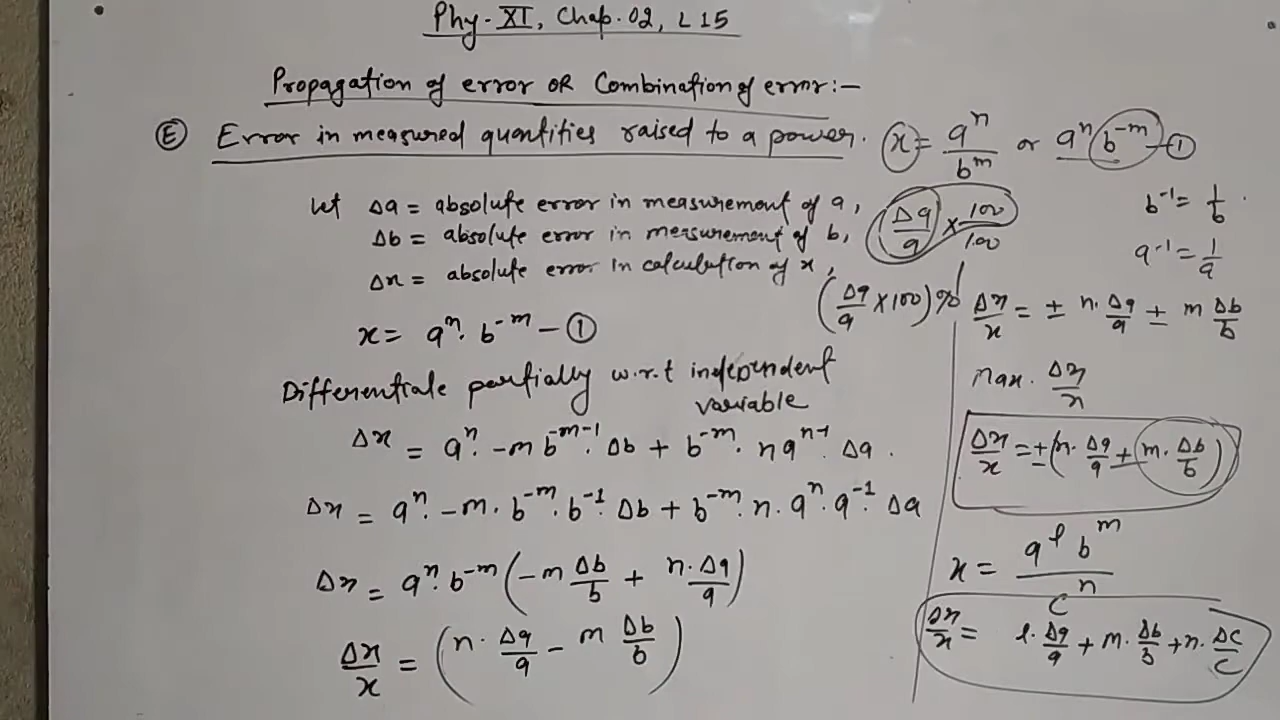 Phy-XI, Chap.02, L 15
Propagation of error OR Combination of error:-
(E) Error in measured quantities raised to a power. x = a^n / b^m or a^n b^-m —①
Let Δa = absolute error in measurement of a,
Δb = absolute error in measurement of b,
Δx = absolute error in calculation of x,
x = a^n. b^-m —①
Differentiate partially w.r.t independent
variable
Δx = a^n. -m b^-m-1. Δb + b^-m. n a^n-1. Δa.
Δx = a^n. -m. b^-m. b^-1. Δb + b^-m. n. a^n. a^-1. Δa
Δx = a^n. b^-m (-m Δb/b + n. Δa/a)
Δx/x = (n. Δa/a - m Δb/b)
Δa/a × 100/100
(Δa/a × 100) %
b^-1 = 1/b.
a^-1 = 1/a
Δx/x = ± n. Δa/a ± m Δb/b
max. Δx/x
Δx/x = ±(n. Δa/a + m. Δb/b)
x = a^l b^m / c^n
Δx/x = l. Δa/a + m. Δb/b + n. Δc/c